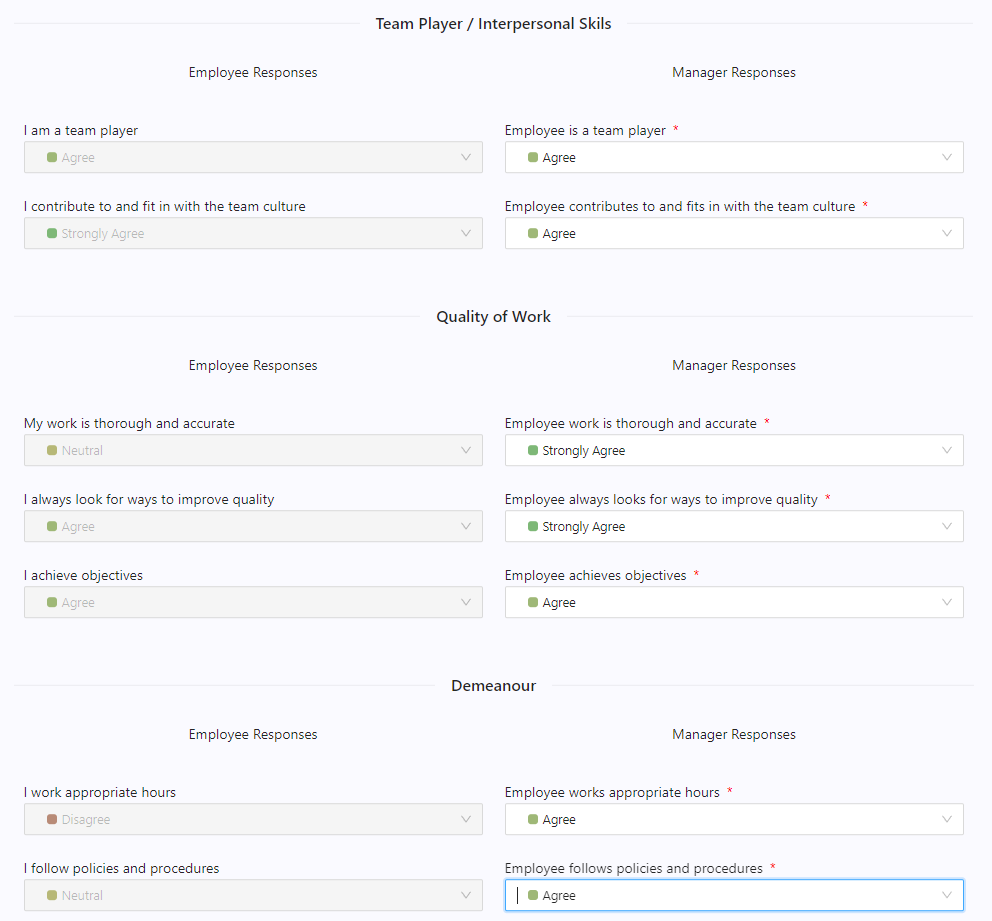 Team Player / Interpersonal Skils
Employee Responses
Manager Responses
I am a team player
Employee is a team player *
Agree
Agree
I contribute to and fit in with the team culture
Employee contributes to and fits in with the team culture *
Strongly Agree
Agree
Quality of Work
Employee Responses
Manager Responses
My work is thorough and accurate
Employee work is thorough and accurate *
Neutral
Strongly Agree
I always look for ways to improve quality
Employee always looks for ways to improve quality *
Agree
Strongly Agree
I achieve objectives
Employee achieves objectives *
Agree
Agree
Demeanour
Employee Responses
Manager Responses
I work appropriate hours
Employee works appropriate hours *
Disagree
Agree
I follow policies and procedures
Employee follows policies and procedures *
Neutral
Agree